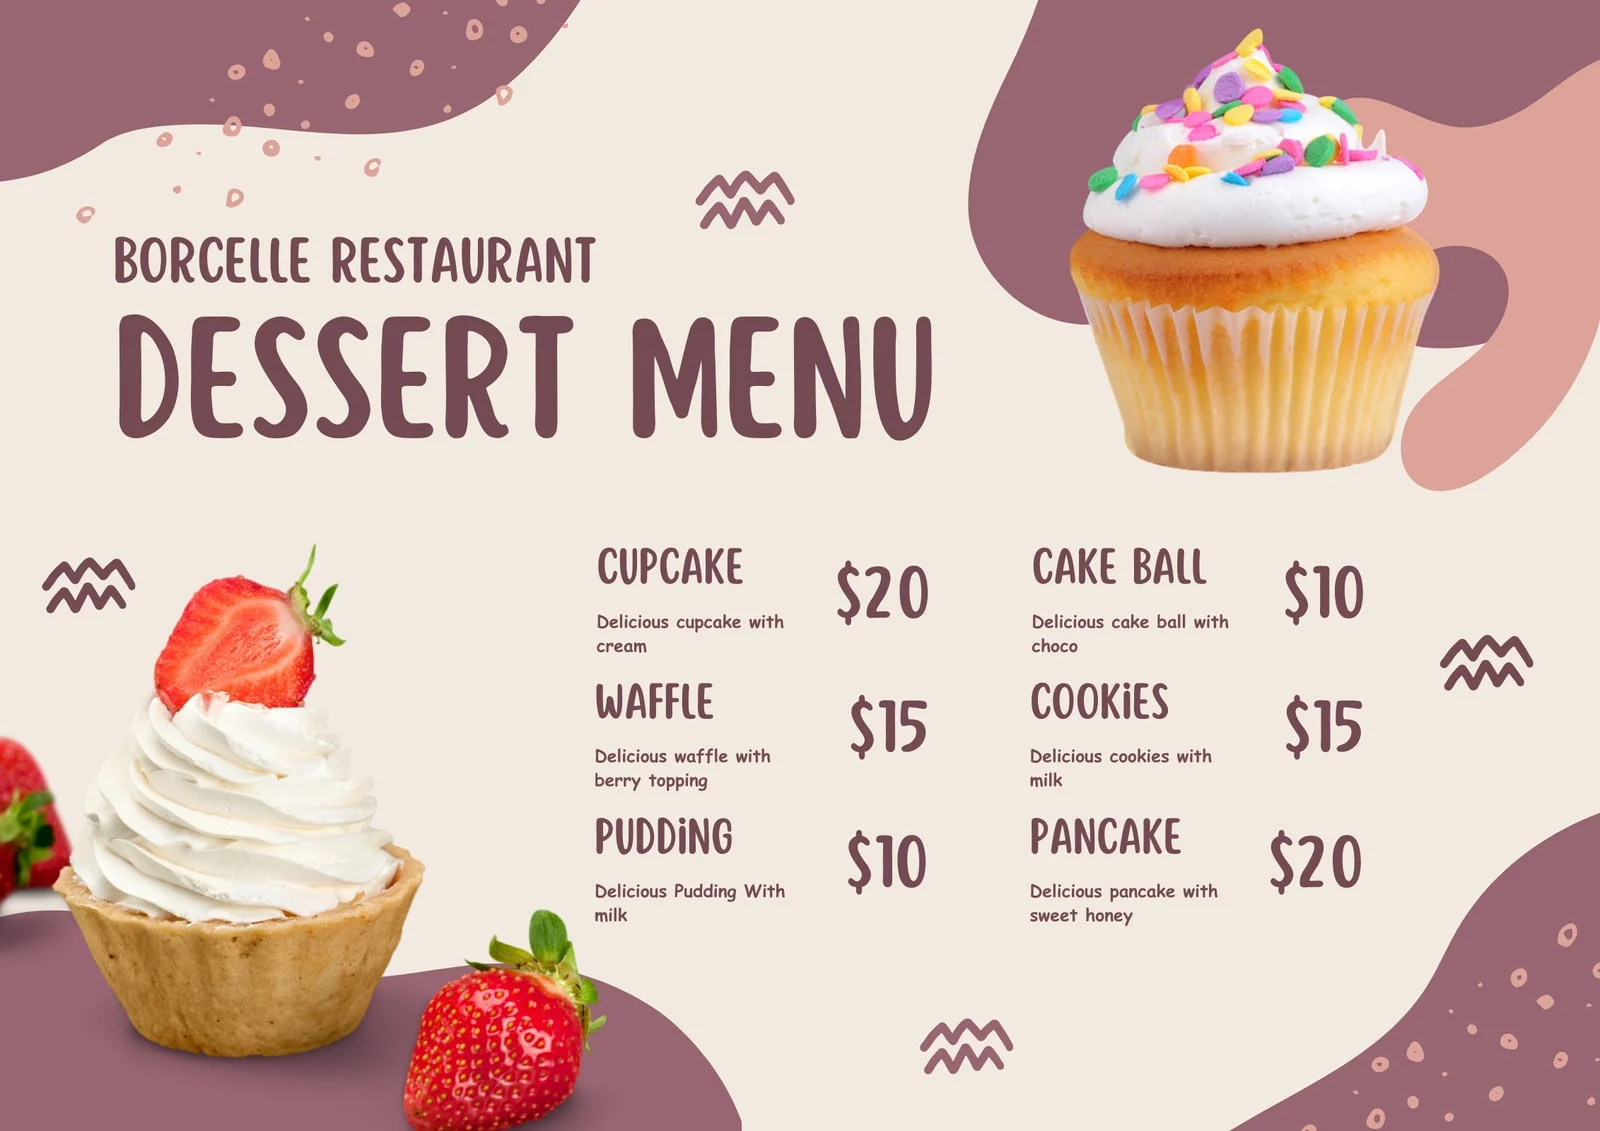 BORCELLE RESTAURANT
DESSERT MENU
CUPCAKE
$20
Delicious cupcake with
cream
WAFFLE
$15
Delicious waffle with
berry topping
PUDDiNG
$10
Delicious Pudding With
milk
CAKE BALL
$10
Delicious cake ball with
choco
COOKiES
$15
Delicious cookies with
milk
PANCAKE
$20
Delicious pancake with
sweet honey